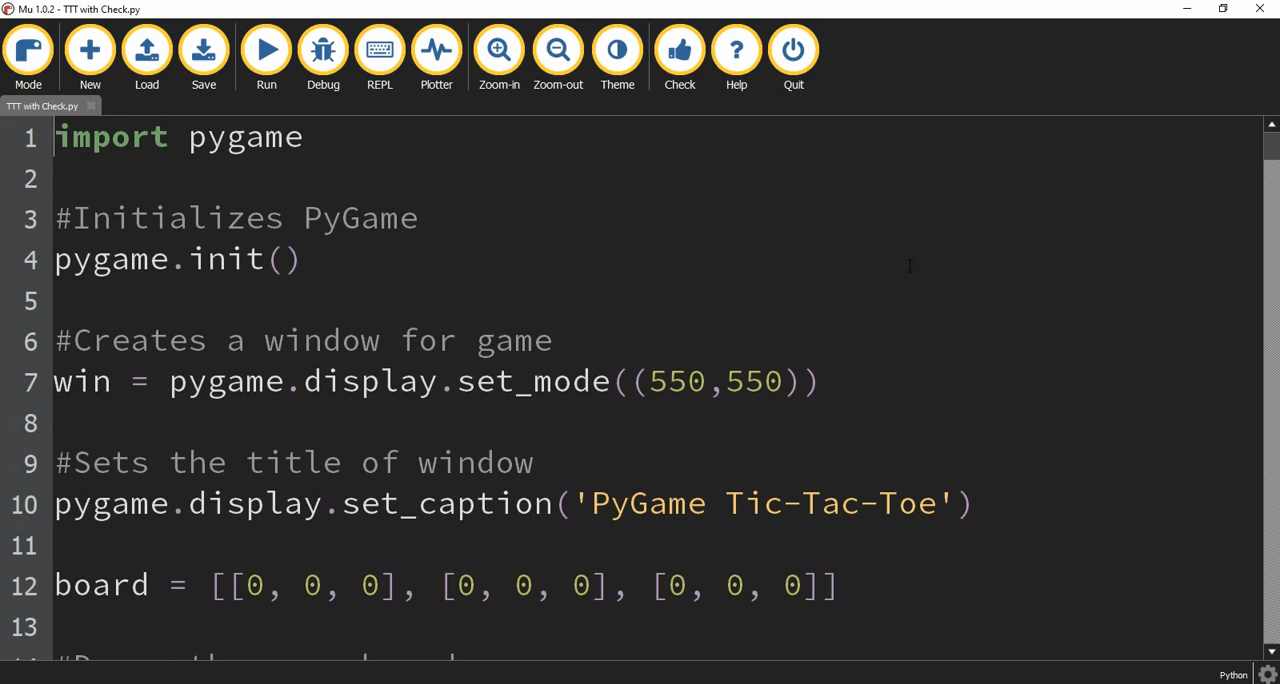 Mu 1.0.2 - TTT with Check.py
Mode New Load Save Run Debug REPL Plotter Zoom-in Zoom-out Theme Check Help Quit
TTT with Check.py
1 import pygame
2
3 #Initializes PyGame
4 pygame.init()
5
6 #Creates a window for game
7 win = pygame.display.set_mode((550,550))
8
9 #Sets the title of window
10 pygame.display.set_caption('PyGame Tic-Tac-Toe')
11
12 board = [[0, 0, 0], [0, 0, 0], [0, 0, 0]]
13
Python